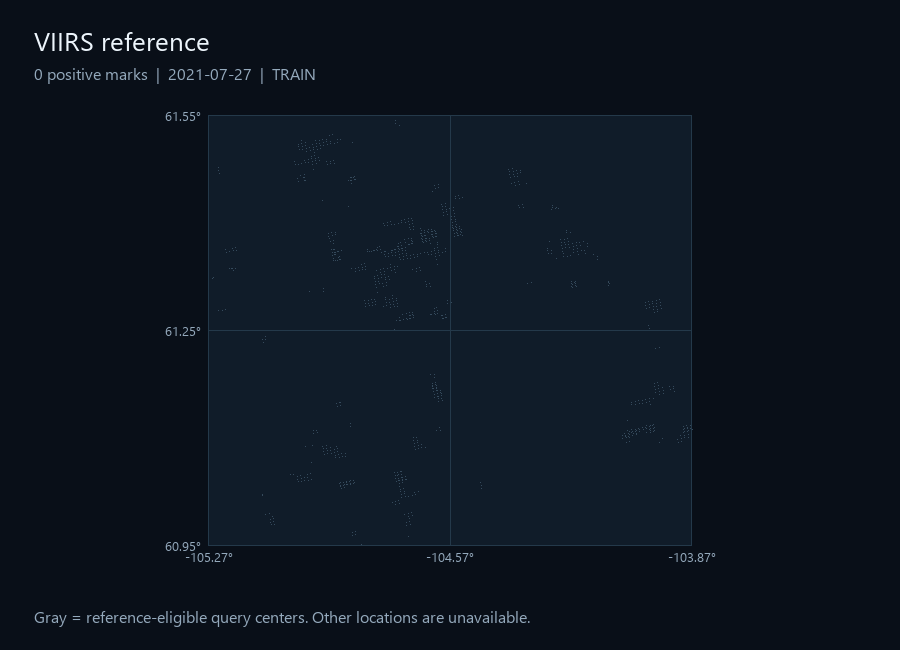 VIIRS reference
0 positive marks | 2021-07-27 | TRAIN
61.55°
61.25°
60.95°
-105.27° -104.57° -103.87°
Gray = reference-eligible query centers. Other locations are unavailable.